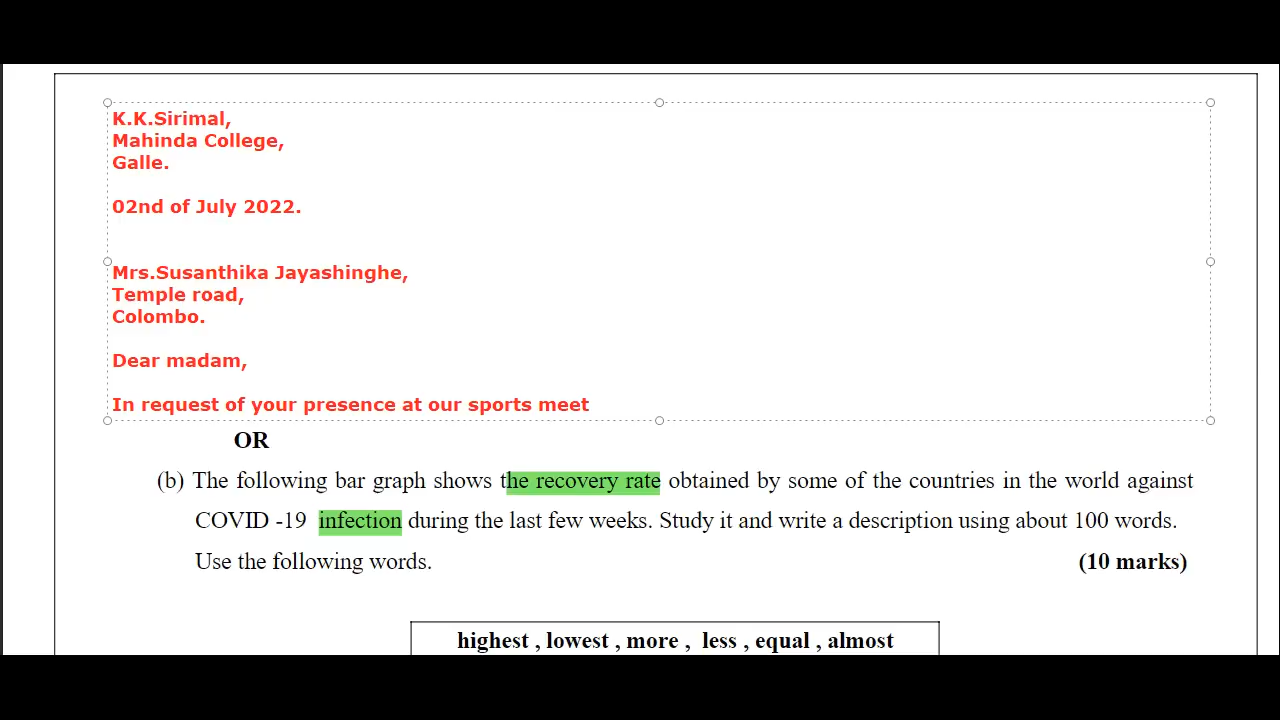 K.K.Sirimal,
Mahinda College,
Galle.
02nd of July 2022.
Mrs.Susanthika Jayashinghe,
Temple road,
Colombo.
Dear madam,
In request of your presence at our sports meet
OR
(b) The following bar graph shows the recovery rate obtained by some of the countries in the world against
COVID -19 infection during the last few weeks. Study it and write a description using about 100 words.
Use the following words. (10 marks)
highest , lowest , more , less , equal , almost